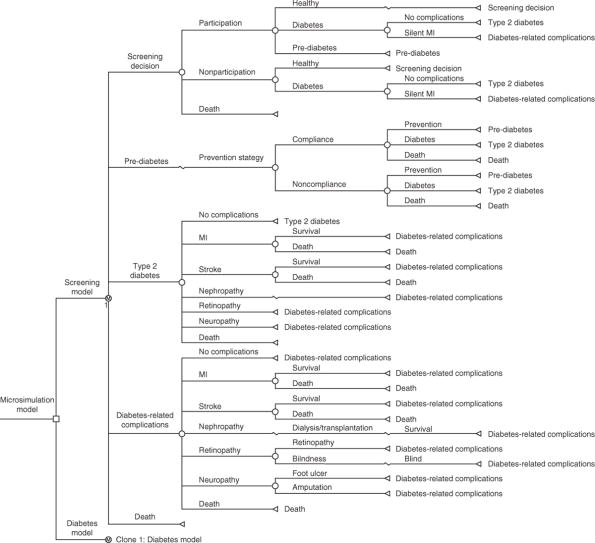 Healthy
Screening decision
Participation
No complications
Type 2 diabetes
Diabetes
Silent MI
Diabetes-related complications
Pre-diabetes
Pre-diabetes
Screening
decision
Nonparticipation
Healthy
Screening decision
No complications
Type 2 diabetes
Diabetes
Silent MI
Diabetes-related complications
Death
Prevention
Pre-diabetes
Compliance
Diabetes
Type 2 diabetes
Death
Death
Pre-diabetes
Prevention stategy
Prevention
Pre-diabetes
Noncompliance
Diabetes
Type 2 diabetes
Death
Death
No complications
Type 2 diabetes
Survival
Diabetes-related complications
MI
Death
Death
Survival
Diabetes-related complications
Type 2
diabetes
Stroke
Death
Death
Screening
model
Nephropathy
Diabetes-related complications
1
Retinopathy
Diabetes-related complications
Neuropathy
Diabetes-related complications
Death
No complications
Diabetes-related complications
Survival
Diabetes-related complications
MI
Death
Death
Microsimulation
model
Survival
Diabetes-related complications
Stroke
Death
Death
Diabetes-related
complications
Nephropathy
Dialysis/transplantation
Survival
Diabetes-related complications
Retinopathy
Diabetes-related complications
Retinopathy
Bilndness
Blind
Diabetes-related complications
Foot ulcer
Diabetes-related complications
Neuropathy
Amputation
Diabetes-related complications
Death
Death
Death
Diabetes
model
Clone 1: Diabetes model